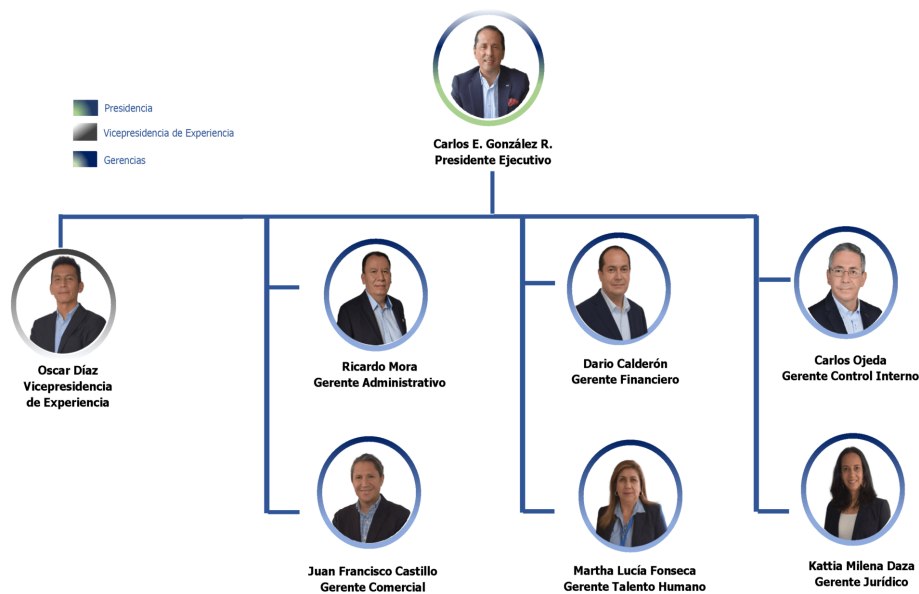 Carlos E. González R.
Presidente Ejecutivo
Presidencia
Vicepresidencia de Experiencia
Gerencias
Oscar Díaz
Vicepresidencia
de Experiencia
Ricardo Mora
Gerente Administrativo
Dario Calderón
Gerente Financiero
Carlos Ojeda
Gerente Control Interno
Juan Francisco Castillo
Gerente Comercial
Martha Lucía Fonseca
Gerente Talento Humano
Kattia Milena Daza
Gerente Jurídico